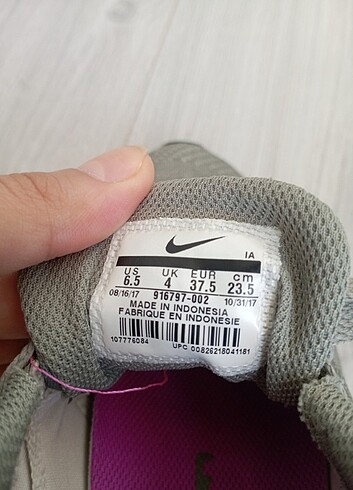 IA
US UK EUR cm
6.5 4 37.5 23.5
08/16/17 916797-002 10/31/17
MADE IN INDONESIA
FABRIQUE EN INDONESIE
107776084 UPC 00826218041181